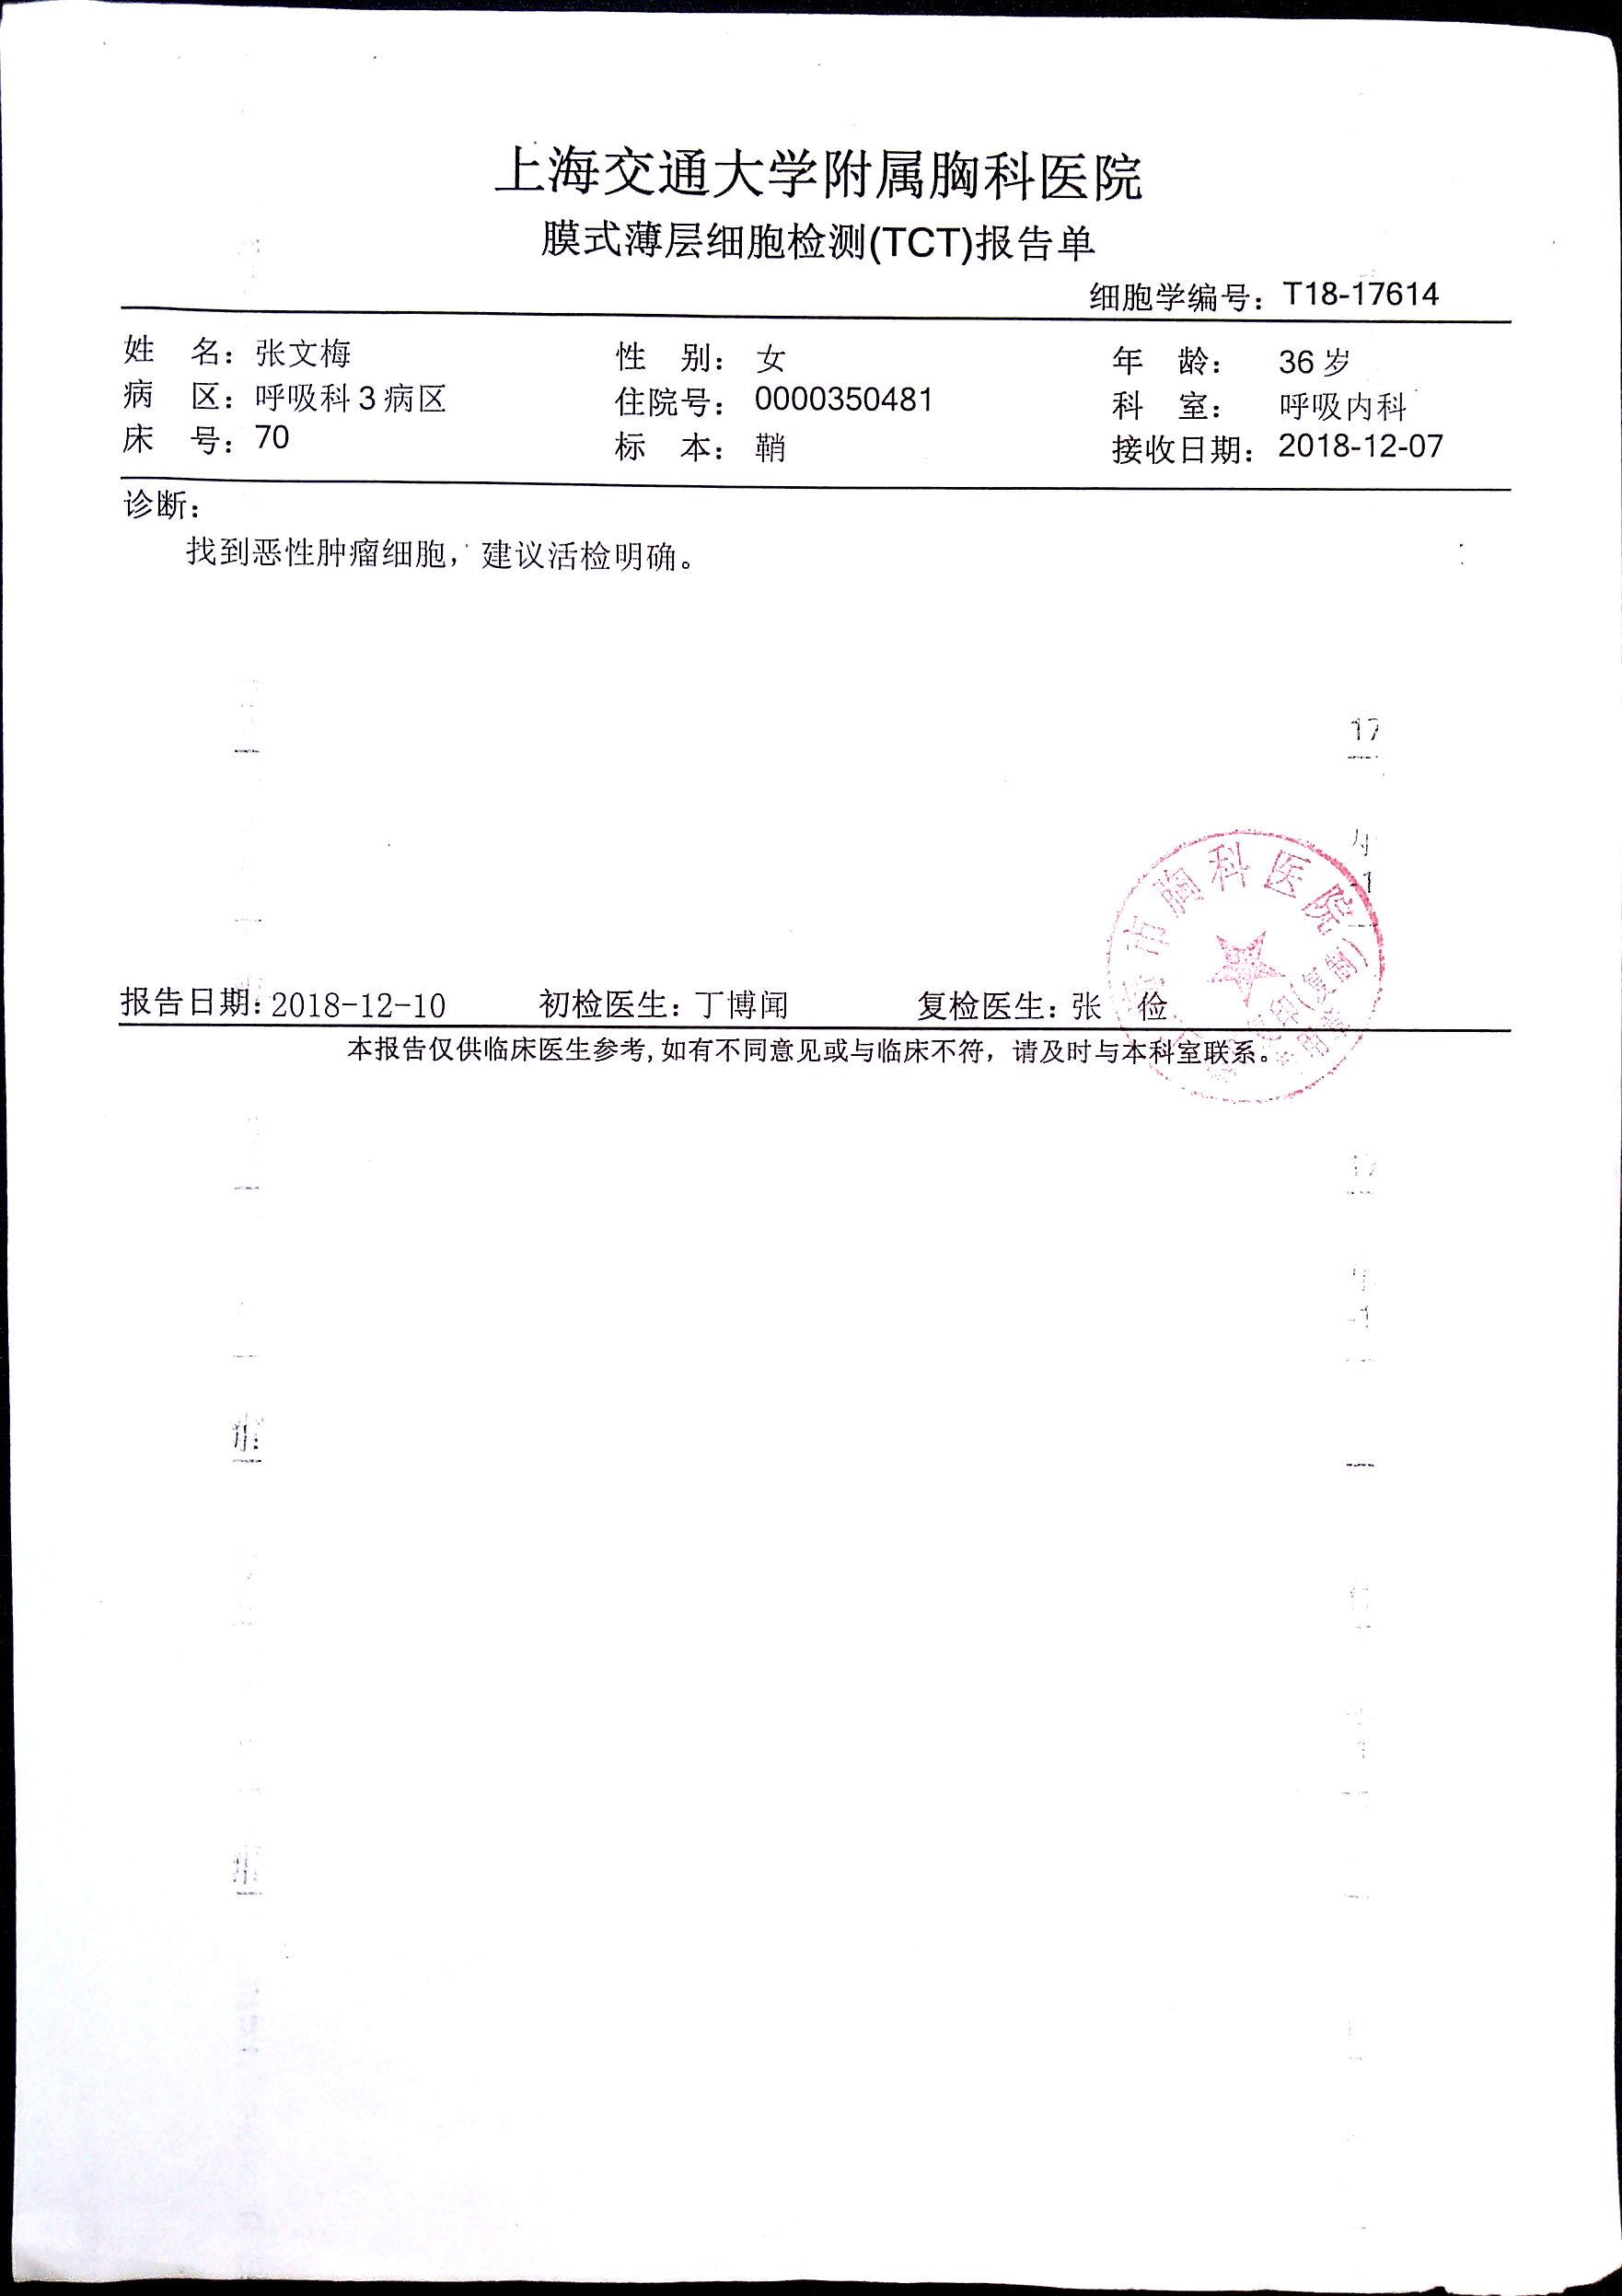 上海交通大学附属胸科医院
膜式薄层细胞检测(TCT)报告单
细胞学编号：T18-17614
姓 名：张文梅 性 别：女 年 龄：36岁
病 区：呼吸科3病区 住院号：0000350481 科 室：呼吸内科
床 号：70 标 本：鞘 接收日期：2018-12-07
诊断：
找到恶性肿瘤细胞，建议活检明确。
17
市胸科医院
报告日期：2018-12-10 初检医生：丁博闻 复检医生：张 俭
本报告仅供临床医生参考,如有不同意见或与临床不符，请及时与本科室联系。